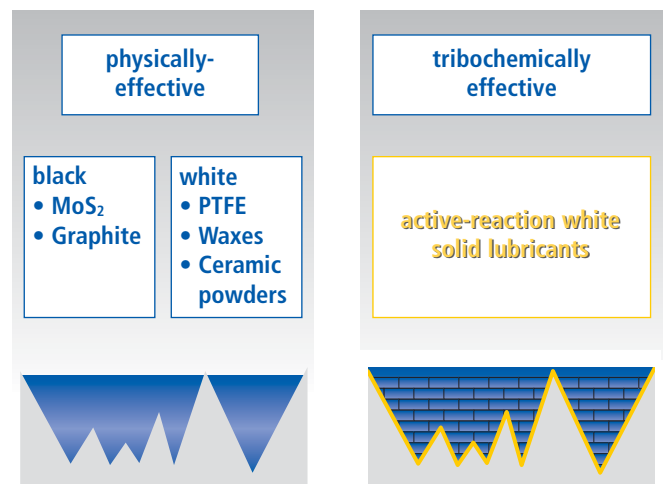 physically-
effective
tribochemically
effective
black
• MoS₂
• Graphite
white
• PTFE
• Waxes
• Ceramic
powders
active-reaction white
solid lubricants